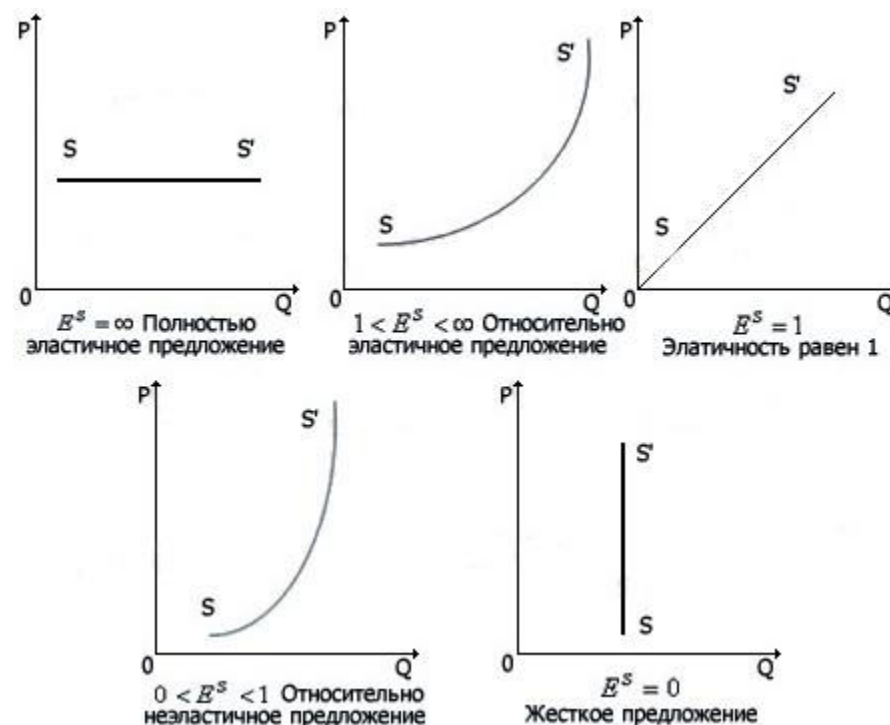 P
S S'
0 Q
E^S = ∞ Полностью
эластичное предложение
P
S'
S
0 Q
1 < E^S < ∞ Относительно
эластичное предложение
P
S'
S
0 Q
E^S = 1
Элатичность равен 1
P
S'
S
0 Q
0 < E^S < 1 Относительно
неэластичное предложение
P
S'
S
0 Q
E^S = 0
Жесткое предложение